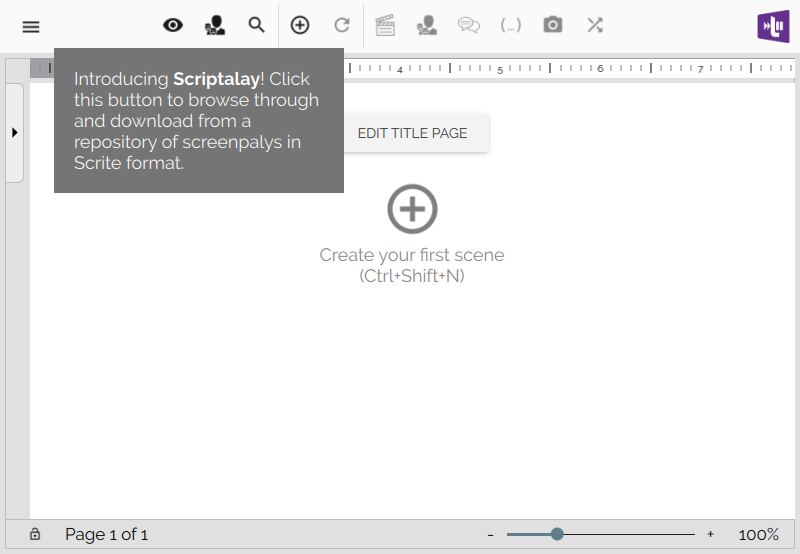 (...)
4 5 6 7
Introducing Scriptalay! Click
this button to browse through
and download from a
repository of screenpalys in
Scrite format.
EDIT TITLE PAGE
Create your first scene
(Ctrl+Shift+N)
Page 1 of 1
- + 100%